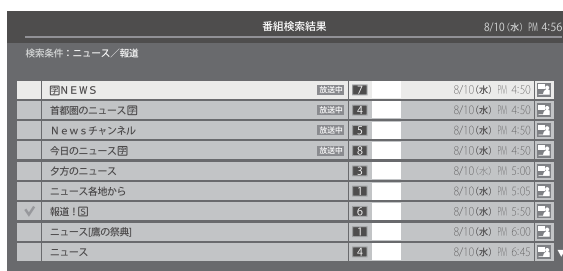 番組検索結果 8/10(水) PM 4:56
検索条件:ニュース/報道
字NEWS 放送中 7 8/10(水) PM 4:50
首都圏のニュース字 放送中 4 8/10(水) PM 4:50
Newsチャンネル 放送中 5 8/10(水) PM 4:50
今日のニュース字 放送中 8 8/10(水) PM 4:50
夕方のニュース 3 8/10(水) PM 5:00
ニュース各地から 1 8/10(水) PM 5:05
報道!S 6 8/10(水) PM 5:50
ニュース[鷹の祭典] 1 8/10(水) PM 6:00
ニュース 4 8/10(水) PM 6:45